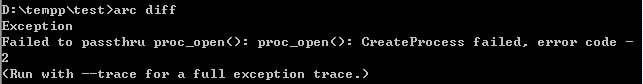 D:\tempp\test>arc diff
Exception
Failed to passthru proc_open(): proc_open(): CreateProcess failed, error code -
2
(Run with --trace for a full exception trace.)